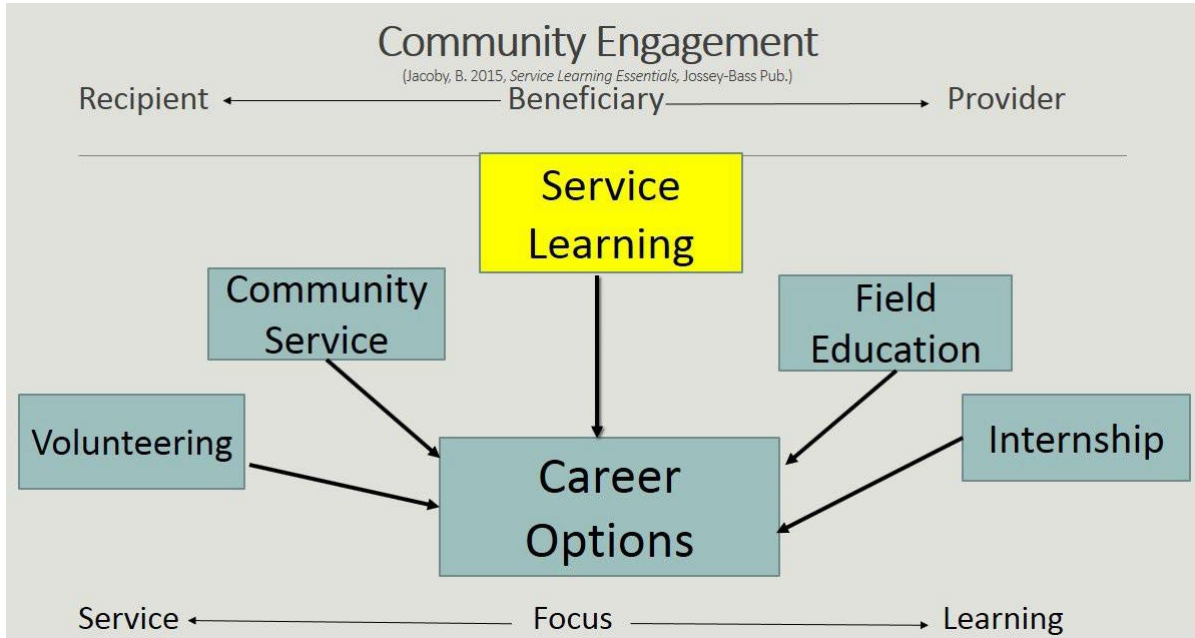 Community Engagement
(Jacoby, B. 2015, Service Learning Essentials, Jossey-Bass Pub.)
Recipient Beneficiary Provider
Service
Learning
Community
Service
Field
Education
Volunteering
Internship
Career
Options
Service Focus Learning